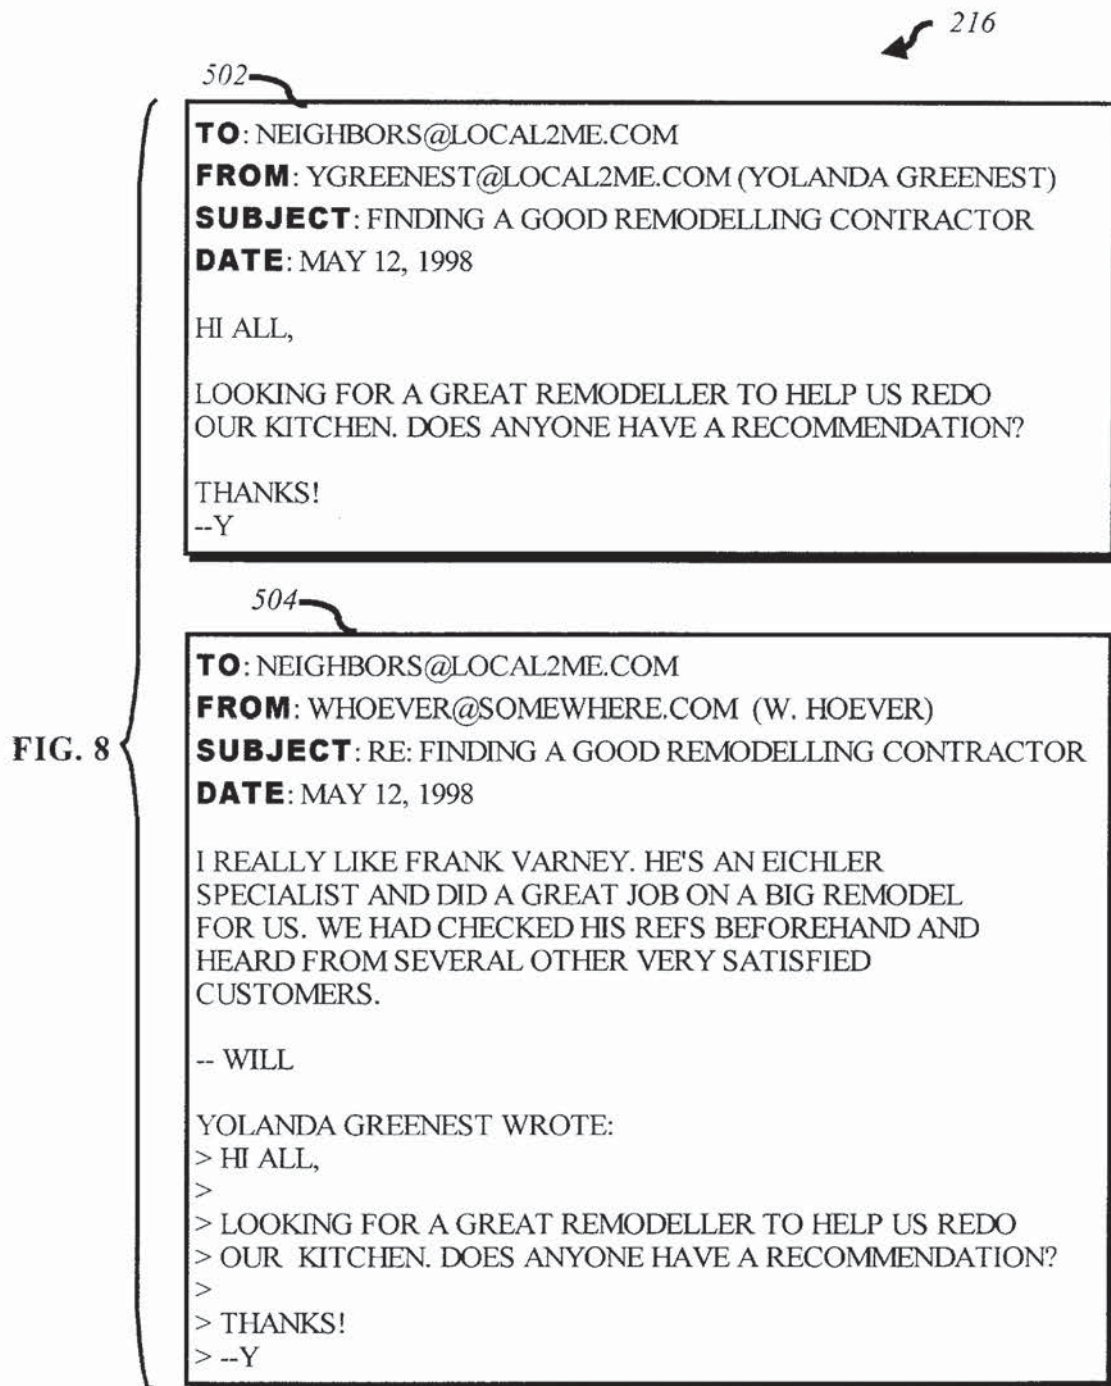 216
502
TO: NEIGHBORS@LOCAL2ME.COM
FROM: YGREENEST@LOCAL2ME.COM (YOLANDA GREENEST)
SUBJECT: FINDING A GOOD REMODELLING CONTRACTOR
DATE: MAY 12, 1998
HI ALL,
LOOKING FOR A GREAT REMODELLER TO HELP US REDO
OUR KITCHEN. DOES ANYONE HAVE A RECOMMENDATION?
THANKS!
--Y
504
TO: NEIGHBORS@LOCAL2ME.COM
FROM: WHOEVER@SOMEWHERE.COM (W. HOEVER)
SUBJECT: RE: FINDING A GOOD REMODELLING CONTRACTOR
DATE: MAY 12, 1998
FIG. 8
I REALLY LIKE FRANK VARNEY. HE'S AN EICHLER
SPECIALIST AND DID A GREAT JOB ON A BIG REMODEL
FOR US. WE HAD CHECKED HIS REFS BEFOREHAND AND
HEARD FROM SEVERAL OTHER VERY SATISFIED
CUSTOMERS.
-- WILL
YOLANDA GREENEST WROTE:
> HI ALL,
>
> LOOKING FOR A GREAT REMODELLER TO HELP US REDO
> OUR KITCHEN. DOES ANYONE HAVE A RECOMMENDATION?
>
> THANKS!
> --Y